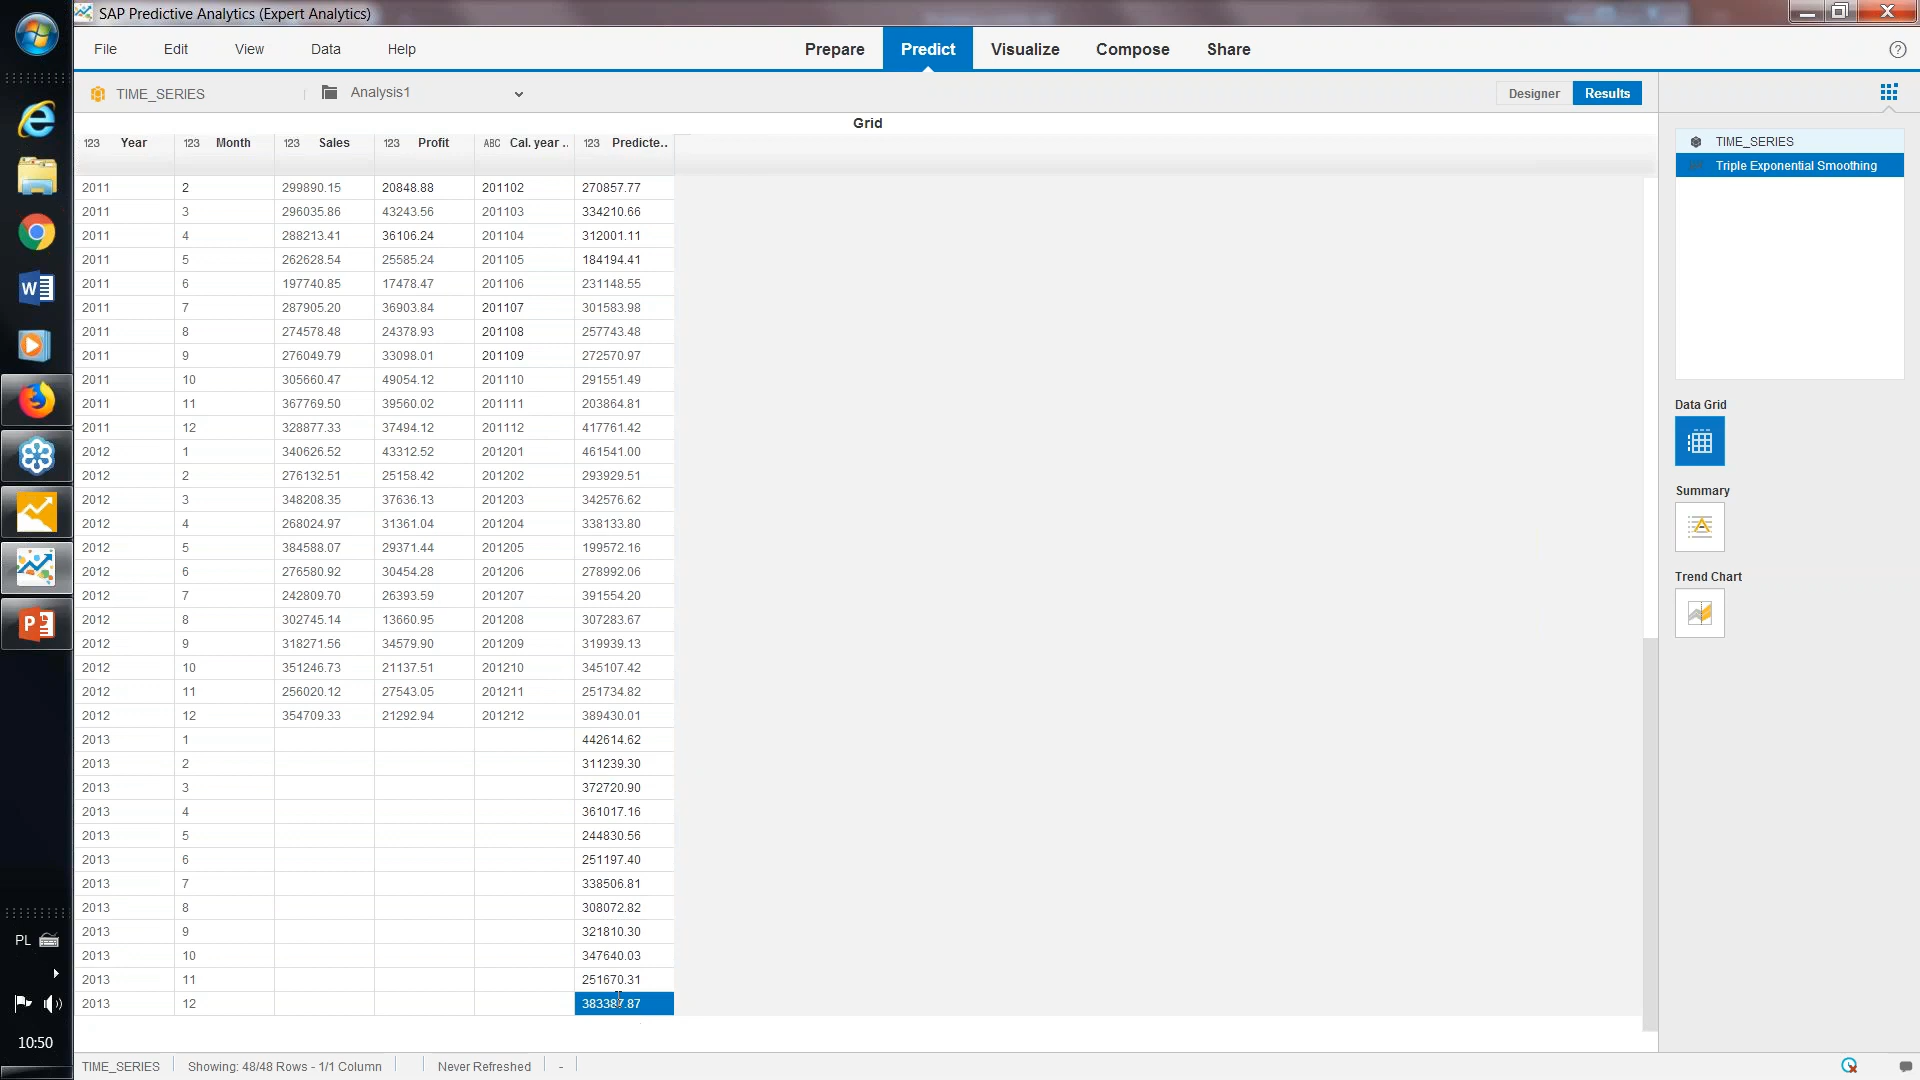 SAP Predictive Analytics (Expert Analytics)
File Edit View Data Help
Prepare Predict Visualize Compose Share
TIME_SERIES Analysis1 Designer Results
Grid
123 Year 123 Month 123 Sales 123 Profit ABC Cal. year .. 123 Predicte..
2011 2 299890.15 20848.88 201102 270857.77
2011 3 296035.86 43243.56 201103 334210.66
2011 4 288213.41 36106.24 201104 312001.11
2011 5 262628.54 25585.24 201105 184194.41
2011 6 197740.85 17478.47 201106 231148.55
2011 7 287905.20 36903.84 201107 301583.98
2011 8 274578.48 24378.93 201108 257743.48
2011 9 276049.79 33098.01 201109 272570.97
2011 10 305660.47 49054.12 201110 291551.49
2011 11 367769.50 39560.02 201111 203864.81
2011 12 328877.33 37494.12 201112 417761.42
2012 1 340626.52 43312.52 201201 461541.00
2012 2 276132.51 25158.42 201202 293929.51
2012 3 348208.35 37636.13 201203 342576.62
2012 4 268024.97 31361.04 201204 338133.80
2012 5 384588.07 29371.44 201205 199572.16
2012 6 276580.92 30454.28 201206 278992.06
2012 7 242809.70 26393.59 201207 391554.20
2012 8 302745.14 13660.95 201208 307283.67
2012 9 318271.56 34579.90 201209 319939.13
2012 10 351246.73 21137.51 201210 345107.42
2012 11 256020.12 27543.05 201211 251734.82
2012 12 354709.33 21292.94 201212 389430.01
2013 1 442614.62
2013 2 311239.30
2013 3 372720.90
2013 4 361017.16
2013 5 244830.56
2013 6 251197.40
2013 7 338506.81
2013 8 308072.82
2013 9 321810.30
2013 10 347640.03
2013 11 251670.31
2013 12 383387.87
TIME_SERIES Showing: 48/48 Rows - 1/1 Column Never Refreshed -
TIME_SERIES
Triple Exponential Smoothing
Data Grid
Summary
Trend Chart
PL
10:50